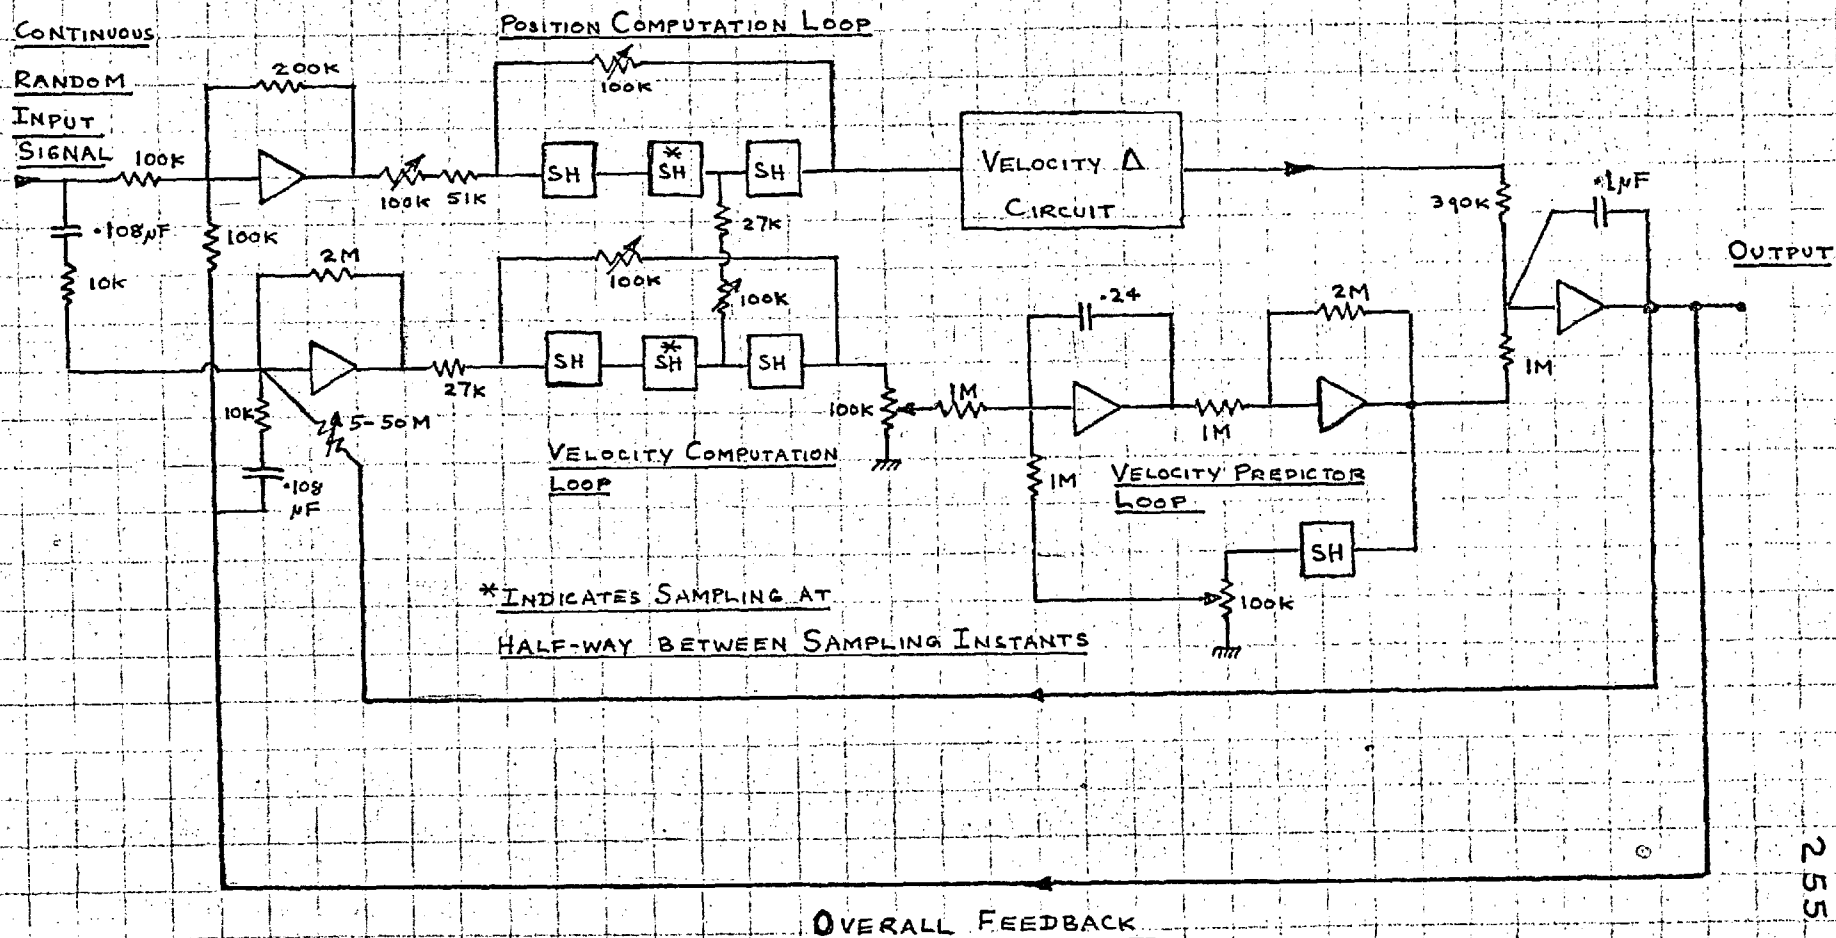 CONTINUOUS
RANDOM
INPUT
SIGNAL
POSITION COMPUTATION LOOP
200K
100K
100K
100K 51K
SH
*
SH
SH
VELOCITY Δ
CIRCUIT
390K
.1µF
OUTPUT
.108µF
10K
100K
2M
27K
100K
100K
SH
*
SH
SH
27K
10K
5-50M
.108
µF
VELOCITY COMPUTATION
LOOP
100K
1M
.24
1M
2M
1M
1M
VELOCITY PREDICTOR
LOOP
SH
100K
* INDICATES SAMPLING AT
HALF-WAY BETWEEN SAMPLING INSTANTS
OVERALL FEEDBACK
255